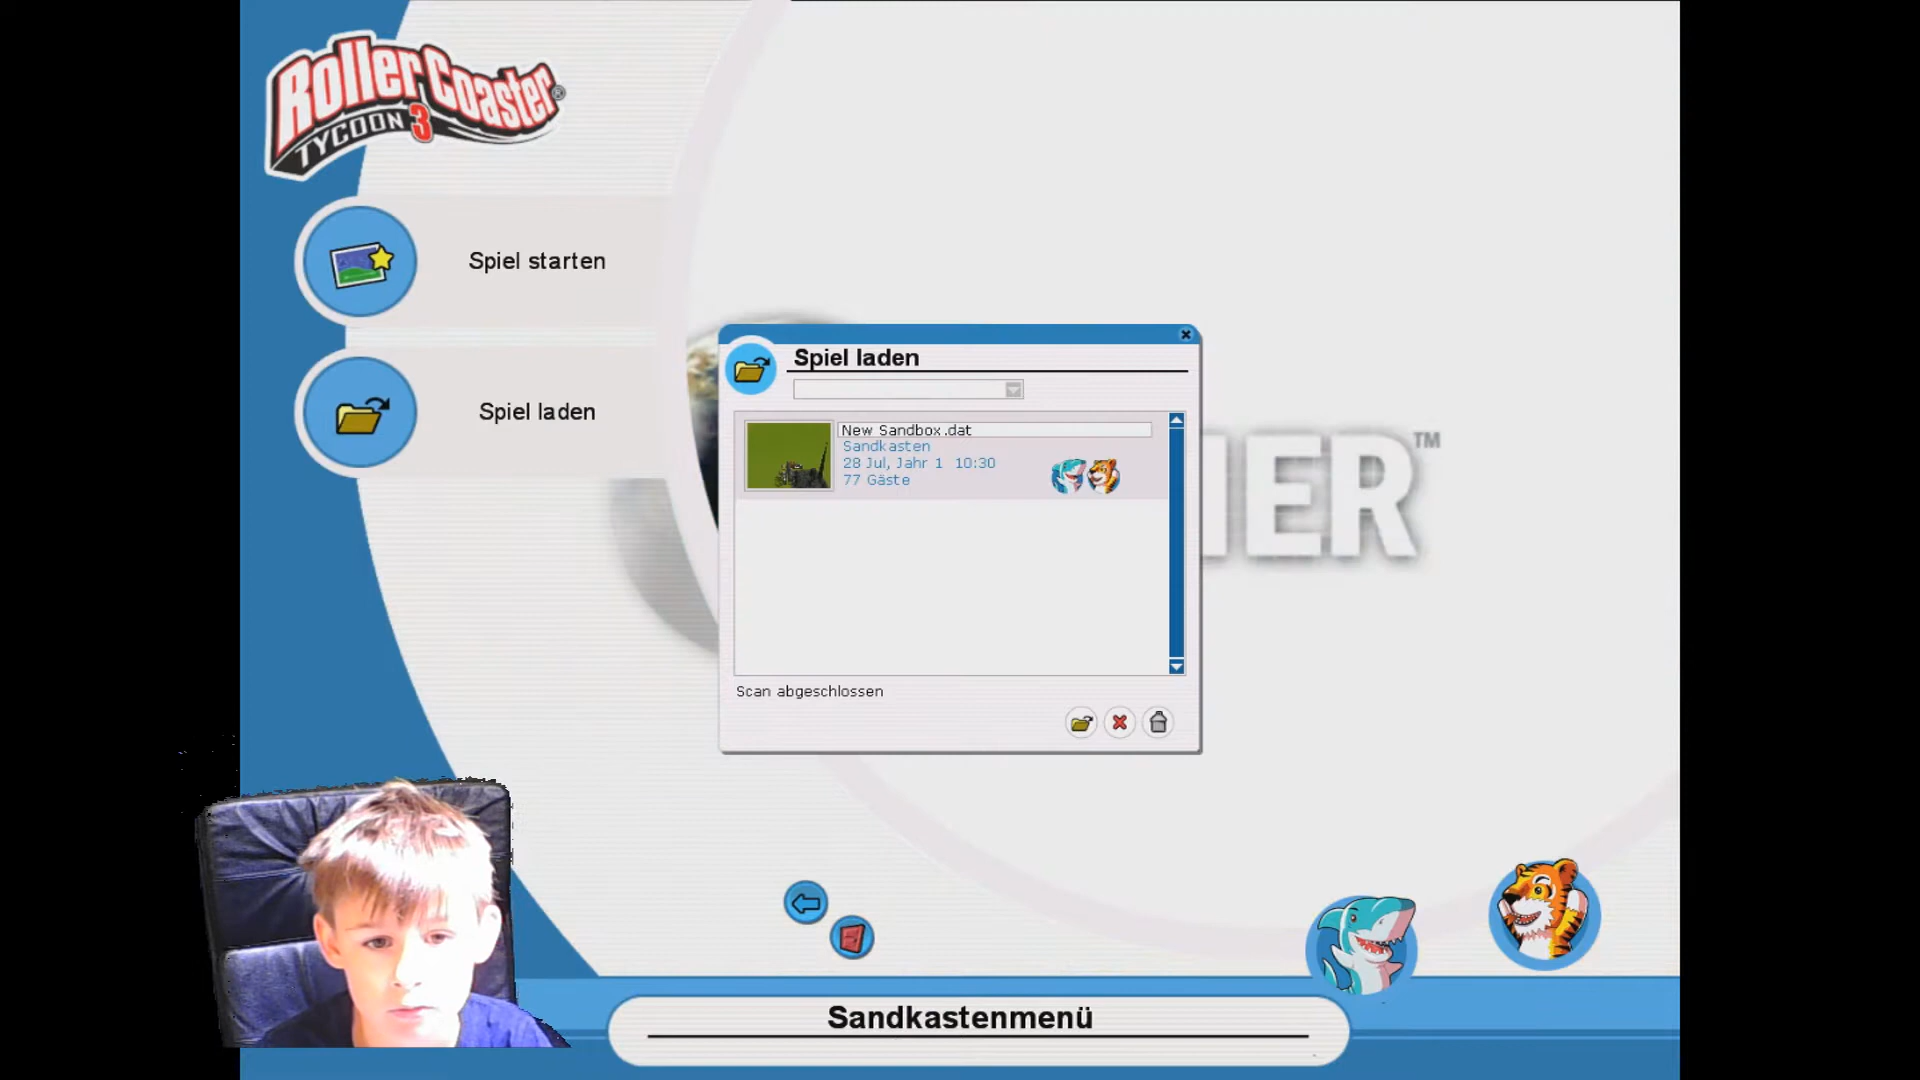 RollerCoaster®
TYCOON 3
Spiel starten
Spiel laden
Spiel laden
New Sandbox.dat
Sandkasten
28 Jul, Jahr 1 10:30
77 Gäste
Scan abgeschlossen
IER™
Sandkastenmenü